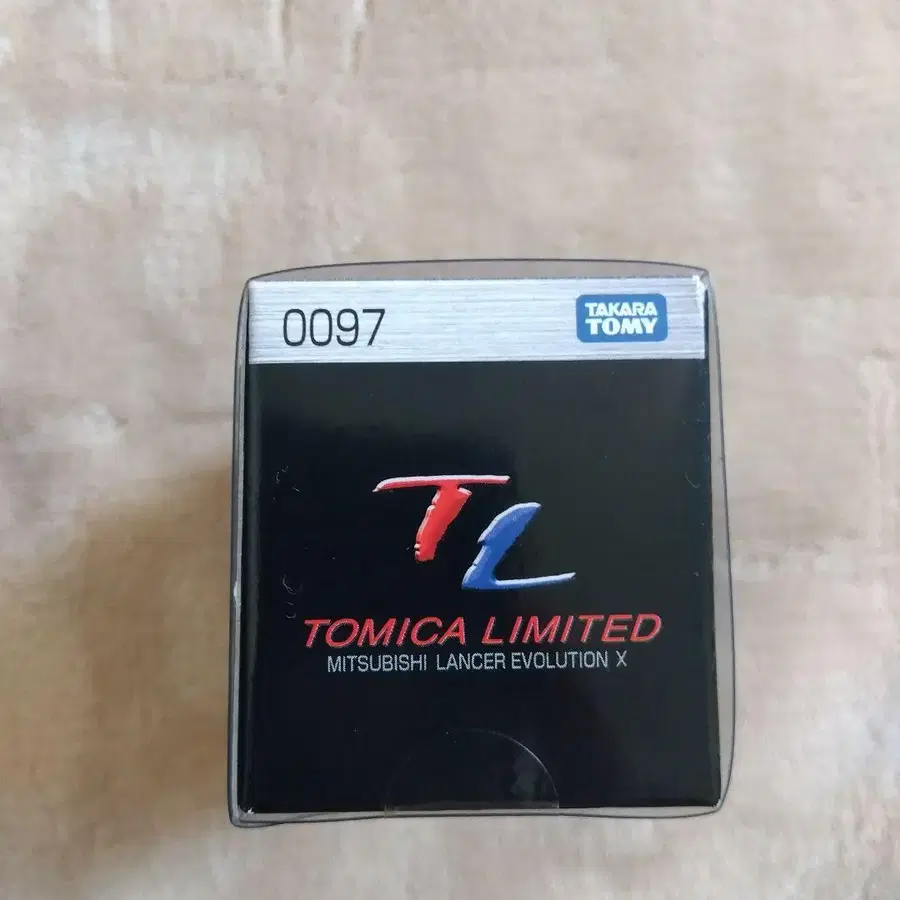 0097
TAKARA
TOMY
TL
TOMICA LIMITED
MITSUBISHI LANCER EVOLUTION X